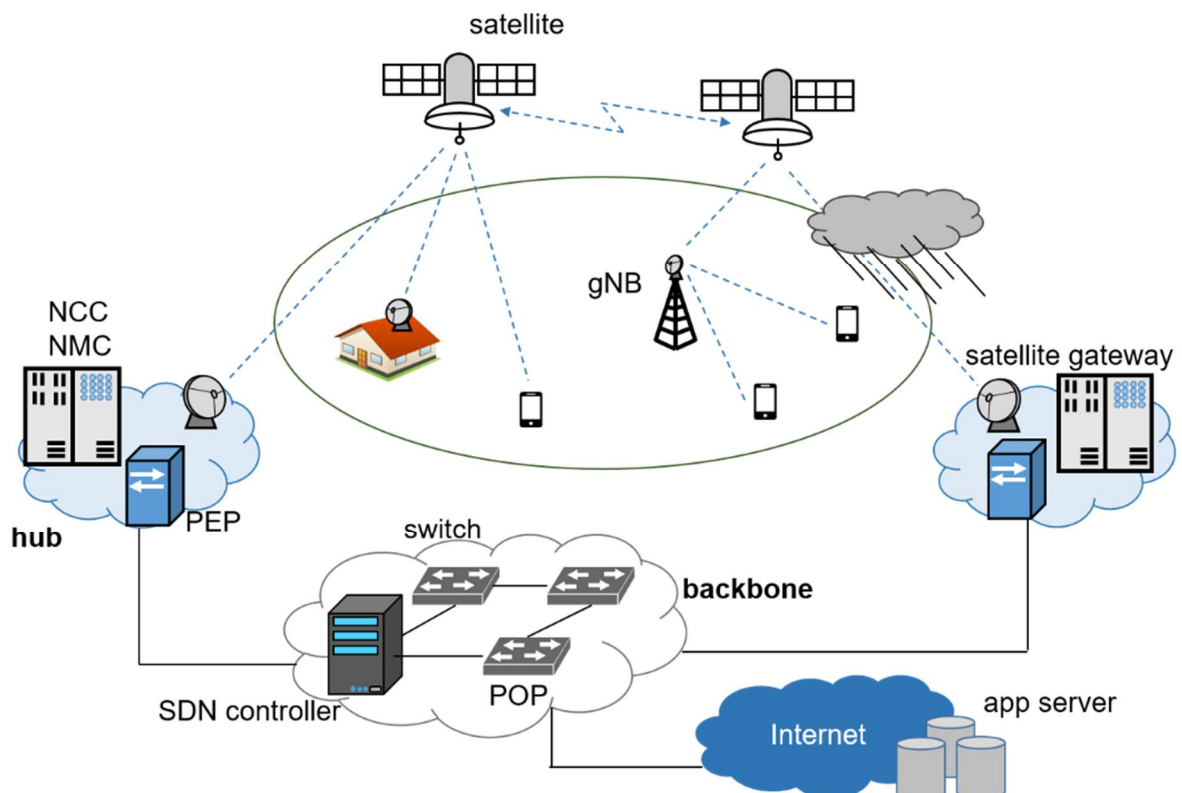 satellite
gNB
NCC
NMC
satellite gateway
PEP
hub
switch
backbone
POP
SDN controller
app server
Internet